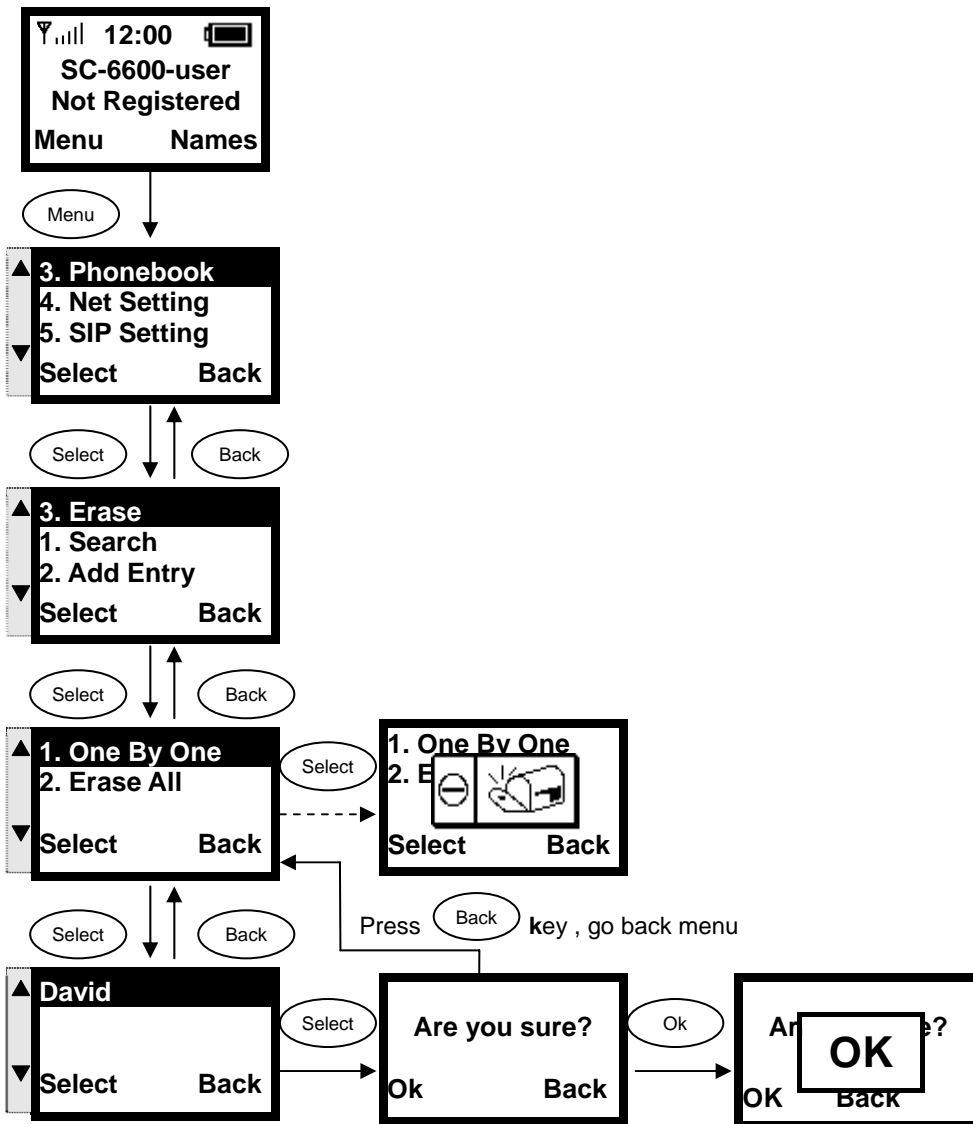 12:00
SC-6600-user
Not Registered
Menu Names
Menu
3. Phonebook
4. Net Setting
5. SIP Setting
Select Back
Select Back
3. Erase
1. Search
2. Add Entry
Select Back
Select Back
1. One By One
2. Erase All
Select Back
Select
1. One By One
2. E
Select Back
Press Back key , go back menu
Select Back
David
Select Back
Select
Are you sure?
Ok Back
Ok
Ar e?
OK
OK Back